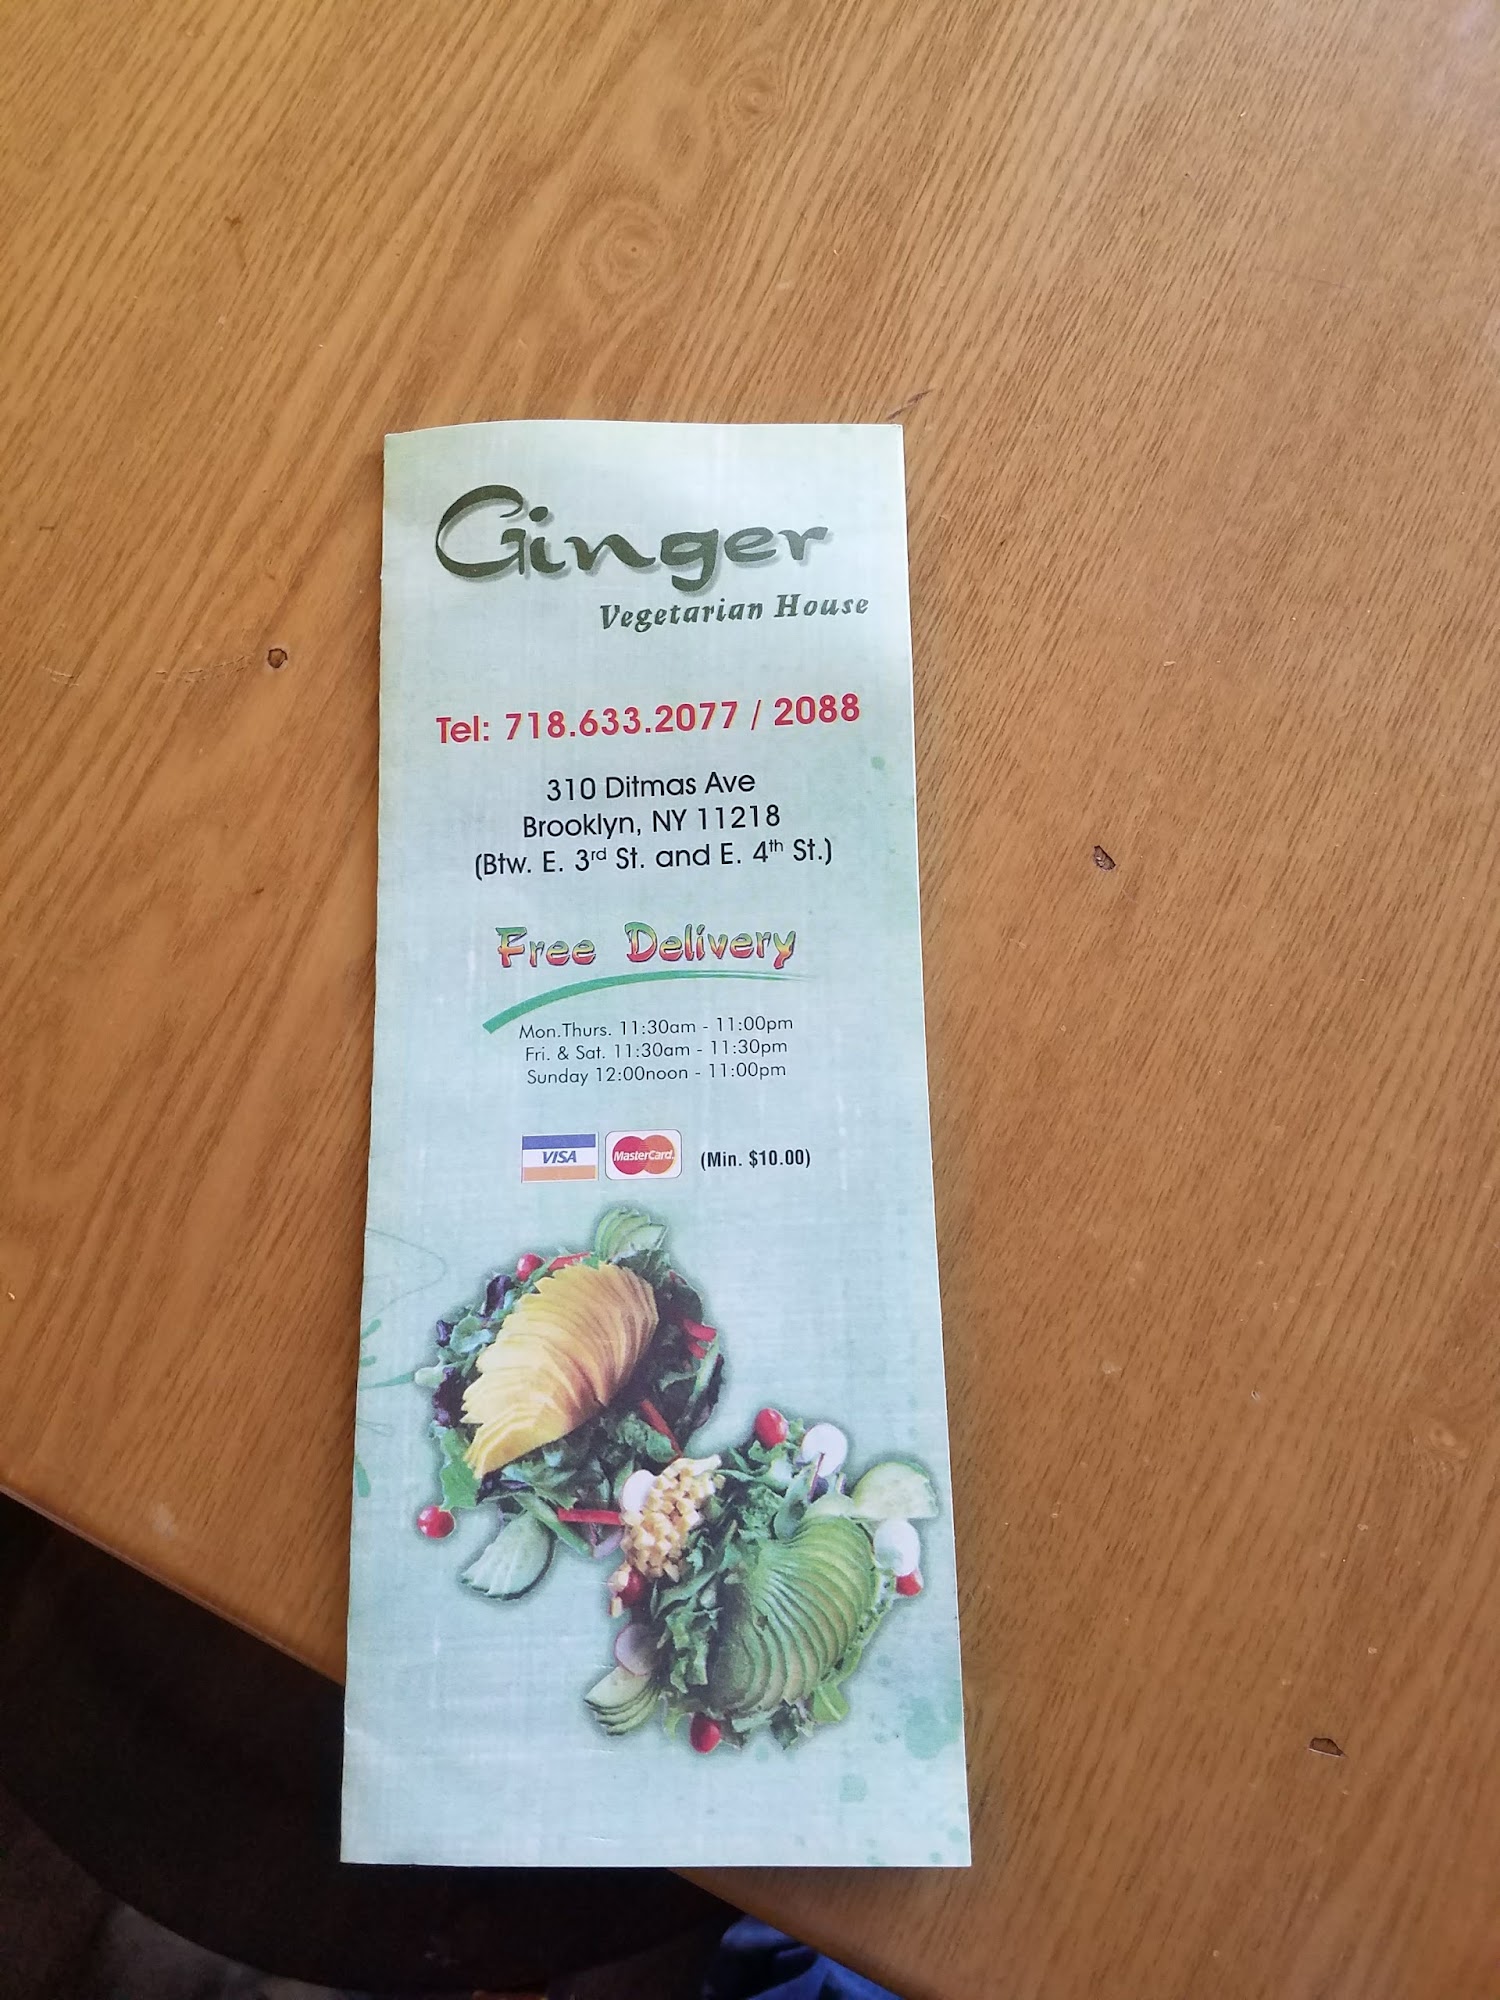 Ginger
Vegetarian House
Tel: 718.633.2077 / 2088
310 Ditmas Ave
Brooklyn, NY 11218
(Btw. E. 3rd St. and E. 4th St.)
Free Delivery
Mon.Thurs. 11:30am - 11:00pm
Fri. & Sat. 11:30am - 11:30pm
Sunday 12:00noon - 11:00pm
VISA MasterCard (Min. $10.00)